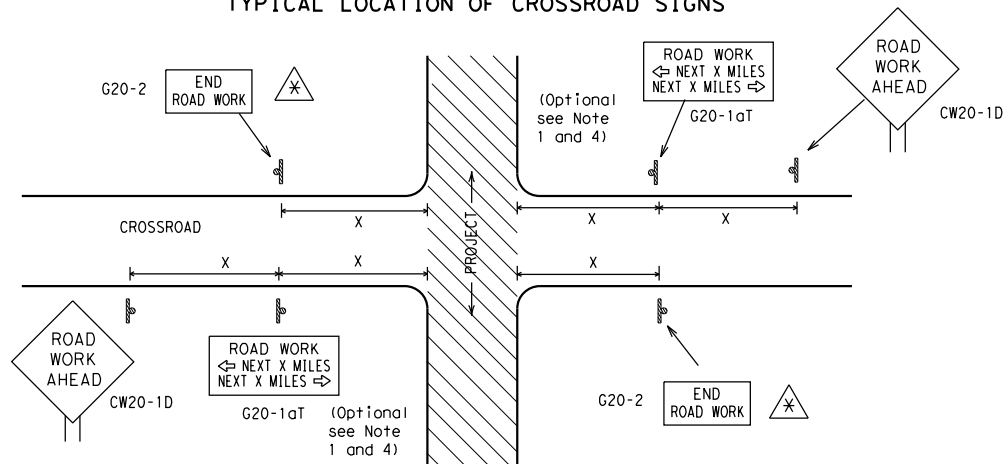 TYPICAL LOCATION OF CROSSROAD SIGNS
G20-2
END
ROAD WORK
(Optional
see Note
1 and 4)
ROAD WORK
⇦ NEXT X MILES
NEXT X MILES ⇨
G20-1aT
ROAD
WORK
AHEAD
CW20-1D
X
X
X
CROSSROAD
PROJECT
X
X
X
ROAD
WORK
AHEAD
CW20-1D
ROAD WORK
⇦ NEXT X MILES
NEXT X MILES ⇨
G20-1aT
(Optional
see Note
1 and 4)
G20-2
END
ROAD WORK